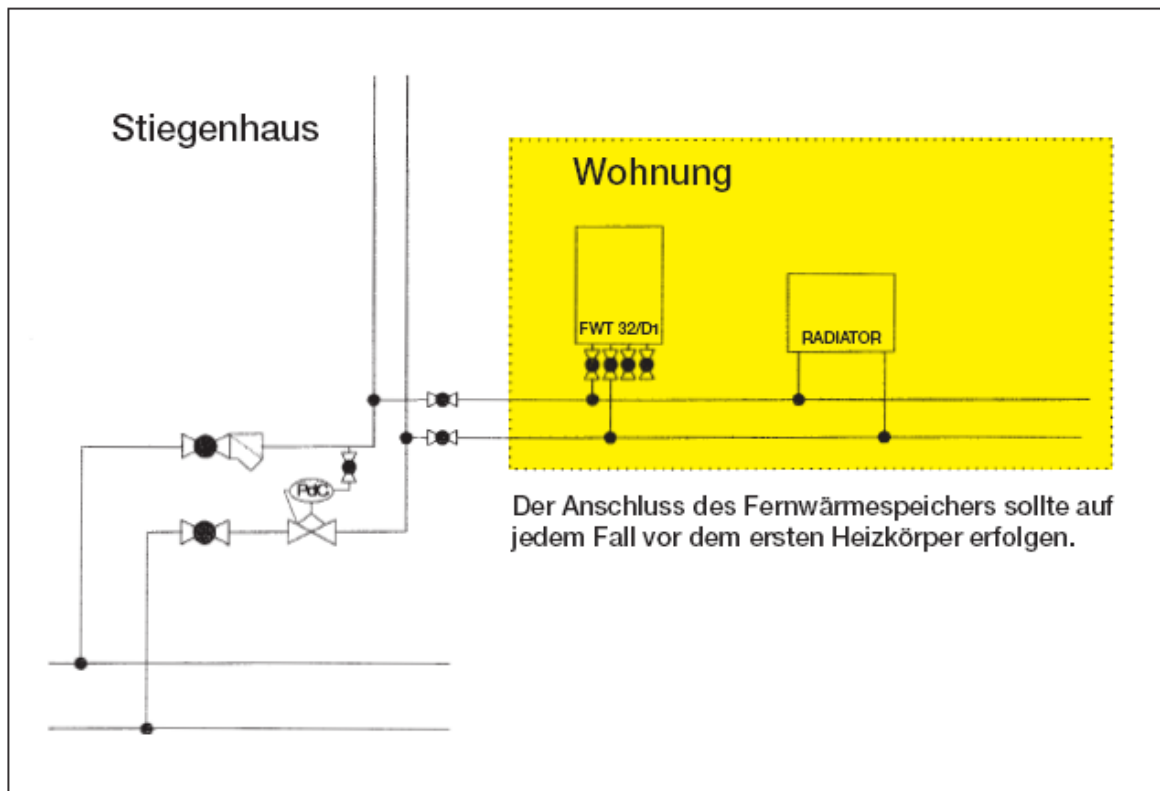 Stiegenhaus
Wohnung
FWT 32/D1
RADIATOR
PdC
Der Anschluss des Fernwärmespeichers sollte auf
jedem Fall vor dem ersten Heizkörper erfolgen.